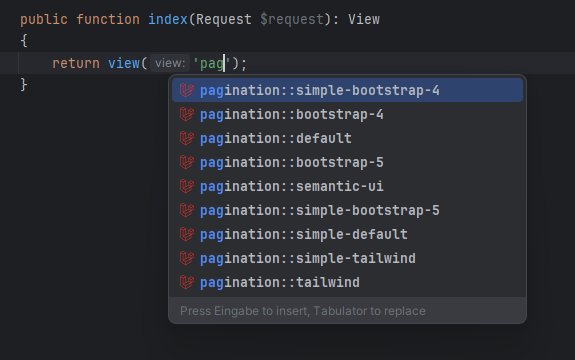 public function index(Request $request): View
{
return view( view: 'pag');
}
pagination::simple-bootstrap-4
pagination::bootstrap-4
pagination::default
pagination::bootstrap-5
pagination::semantic-ui
pagination::simple-bootstrap-5
pagination::simple-default
pagination::simple-tailwind
pagination::tailwind
Press Eingabe to insert, Tabulator to replace